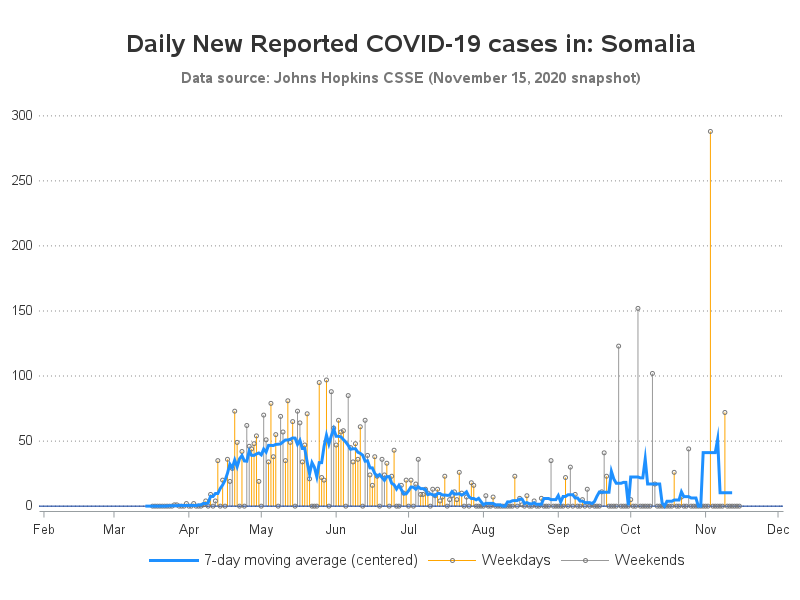 Daily New Reported COVID-19 cases in: Somalia
Data source: Johns Hopkins CSSE (November 15, 2020 snapshot)
300
250
200
150
100
50
0
Feb Mar Apr May Jun Jul Aug Sep Oct Nov Dec
7-day moving average (centered) Weekdays Weekends